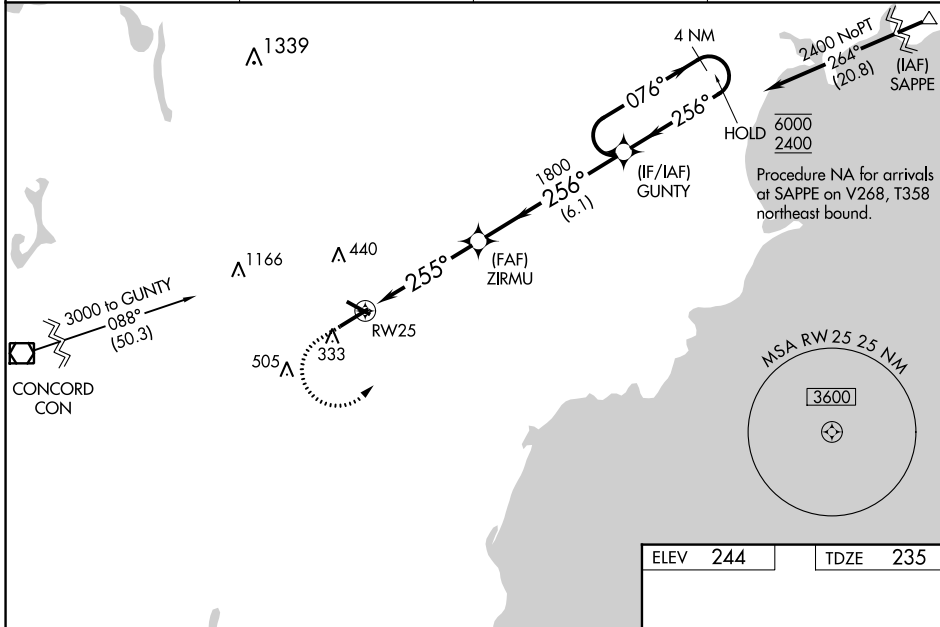 1339
4 NM
2400 NoPT
264°
(20.8)
(IAF)
SAPPE
076°
256°
HOLD
6000
2400
(IF/IAF)
GUNTY
1800
256°
(6.1)
Procedure NA for arrivals
at SAPPE on V268, T358
northeast bound.
440
1166
(FAF)
ZIRMU
255°
3000 to GUNTY
088°
(50.3)
RW25
333
505
CONCORD
CON
MSA RW 25 25 NM
3600
ELEV 244
TDZE 235